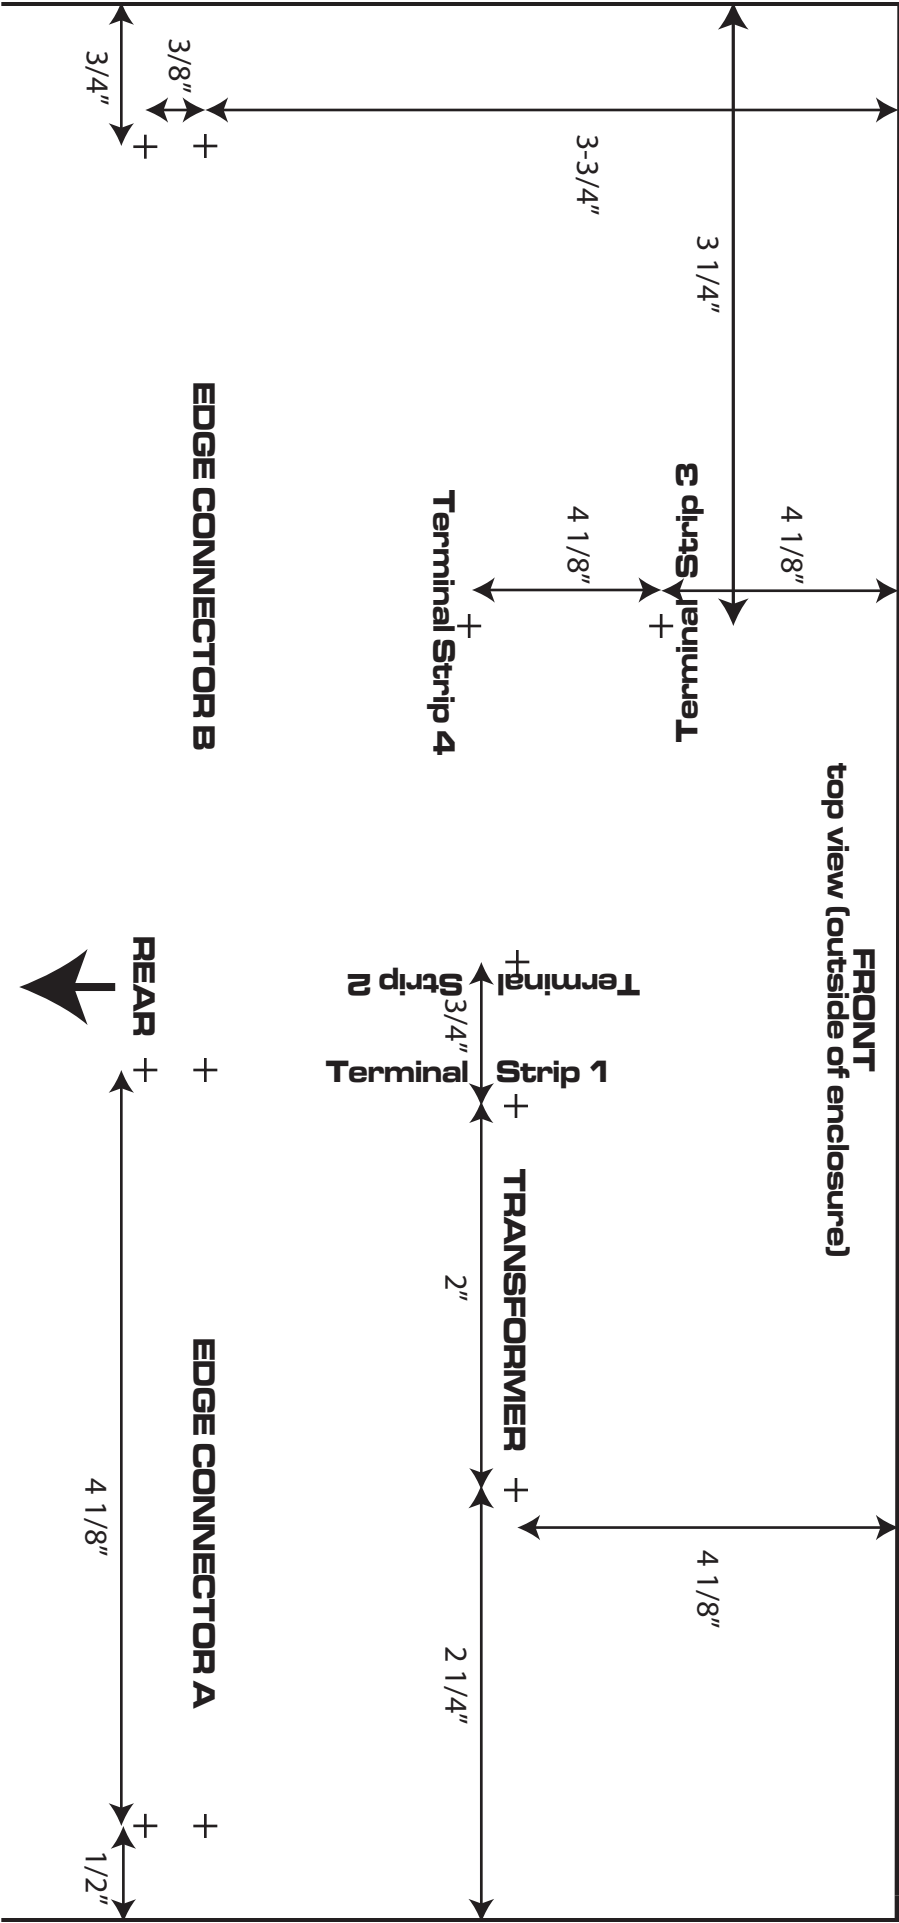 FRONT
top view (outside of enclosure)
3 1/4"
4 1/8"
4 1/8"
Terminal Strip 3
3-3/4"
4 1/8"
Terminal Strip 4
TRANSFORMER
Terminal
Strip 2
Terminal Strip 1
3/4"
2"
2 1/4"
EDGE CONNECTOR B
EDGE CONNECTOR A
3/8"
REAR
3/4"
4 1/8"
1/2"